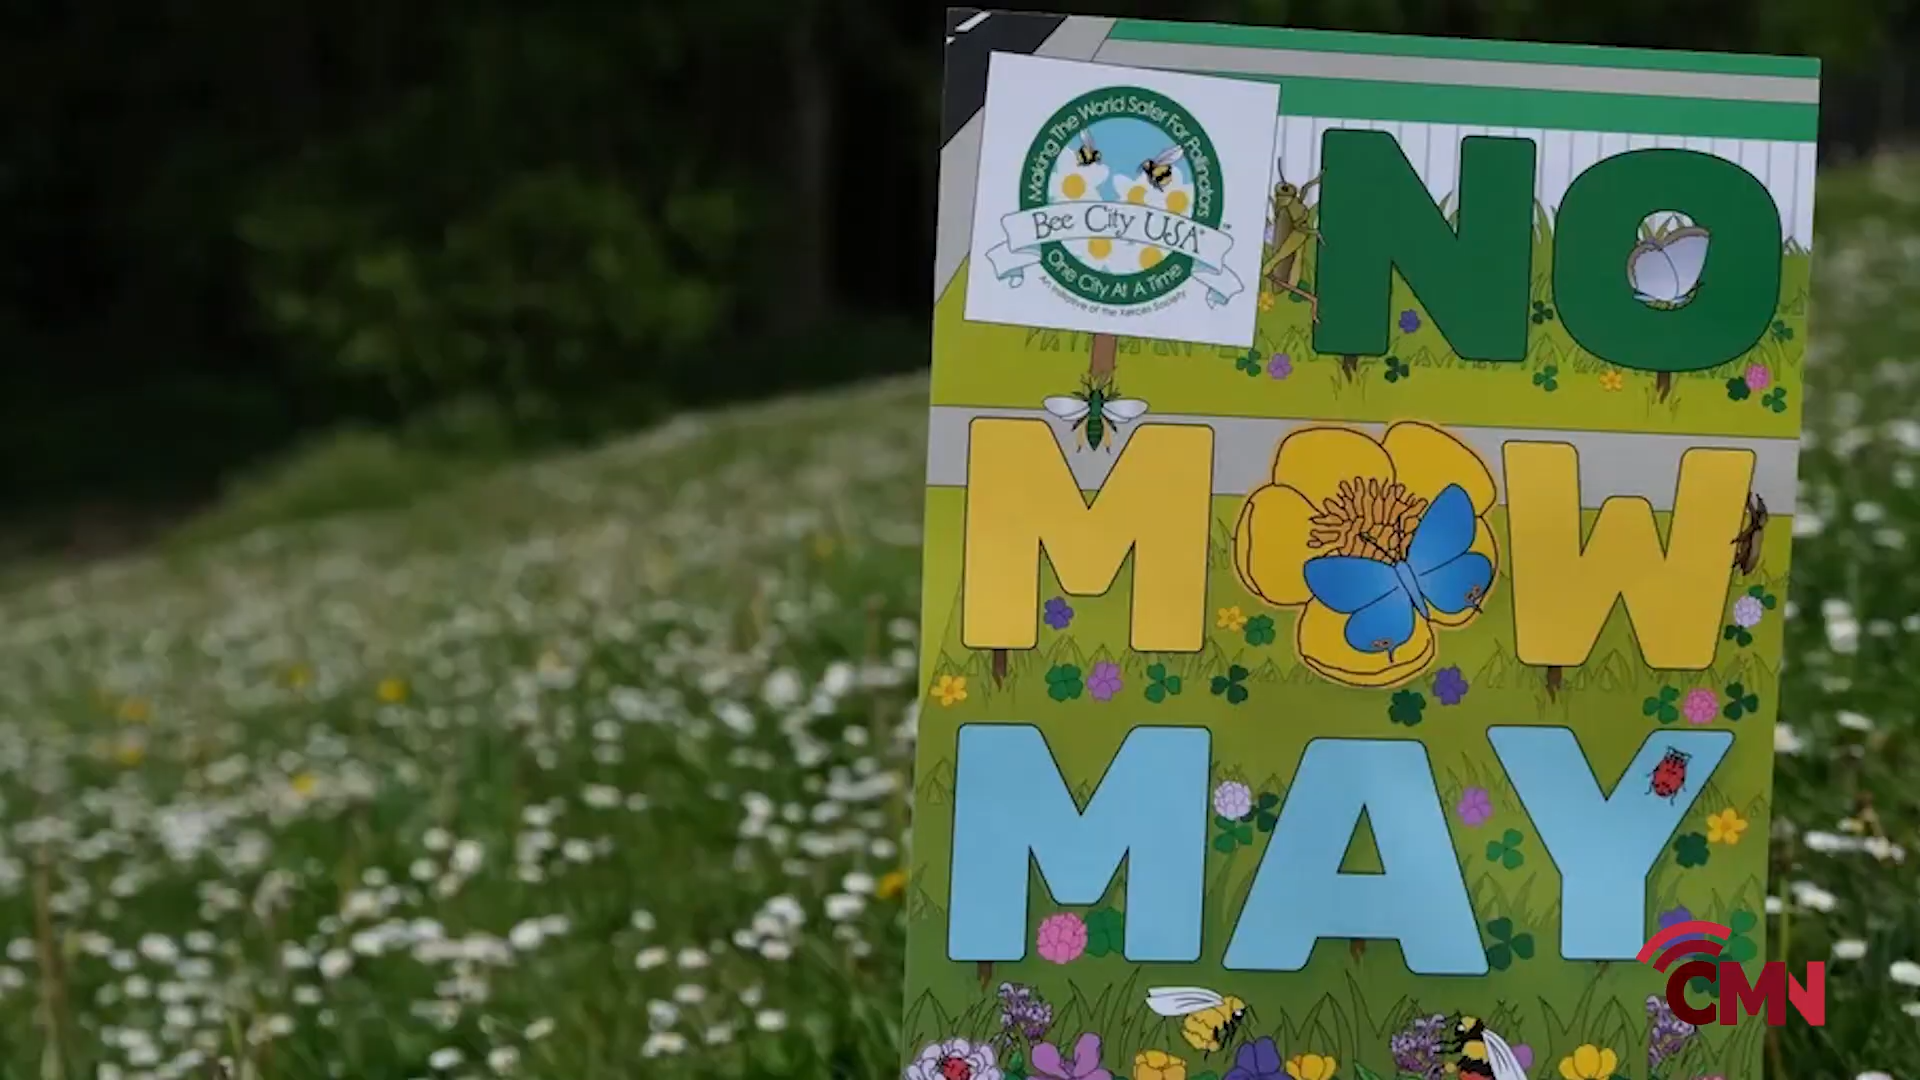 Making The World Safer For Pollinators
Bee City USA®
One City At A Time
An Initiative of the Xerces Society
NO
MOW
MAY
CMN